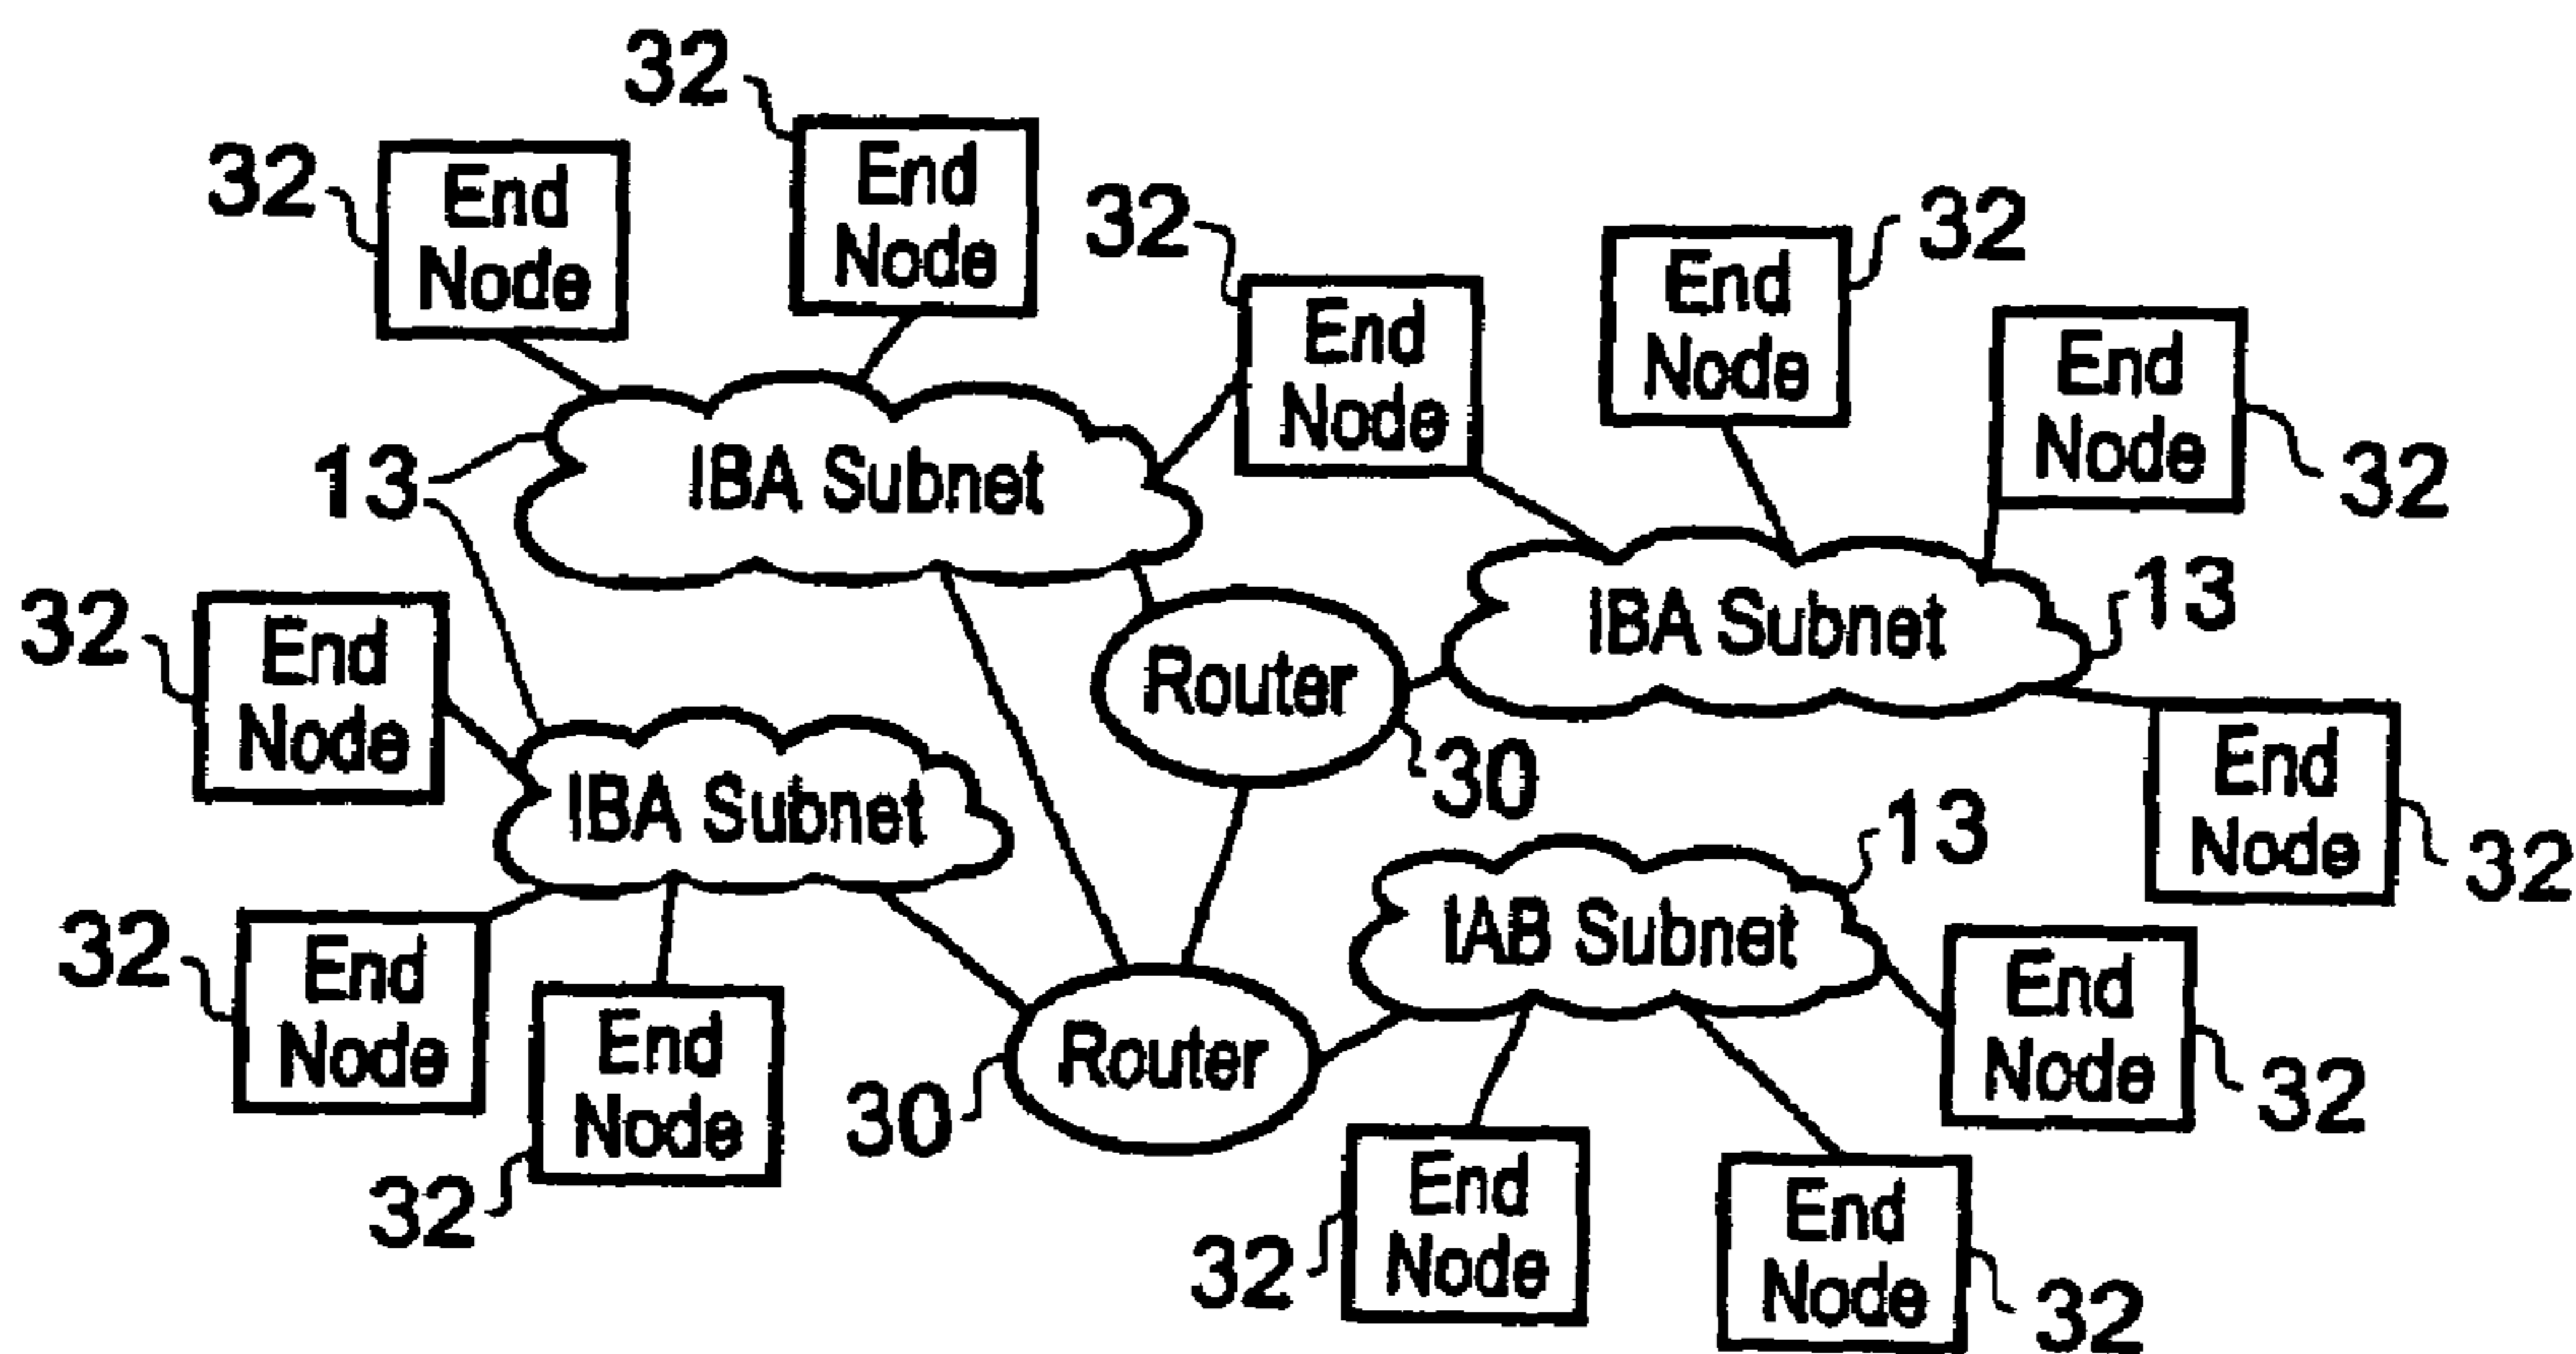 32
End
Node
32
End
Node
32
End
Node
End
Node
32
End
Node
32
13
IBA Subnet
IBA Subnet
13
32
End
Node
IBA Subnet
Router
30
End
Node
32
IAB Subnet
13
32
End
Node
End
Node
32
Router
30
End
Node
32
End
Node
32
End
Node
32